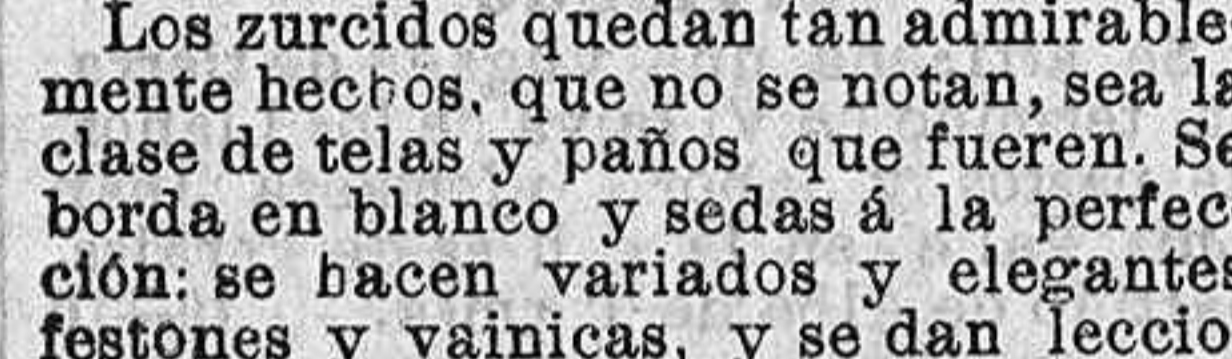 Los zurcidos quedan tan admirable-
mente hechos, que no se notan, sea la
clase de telas y paños que fueren. Se
borda en blanco y sedas á la perfec-
ción: se hacen variados y elegantes
festones y vainicas, y se dan leccio-